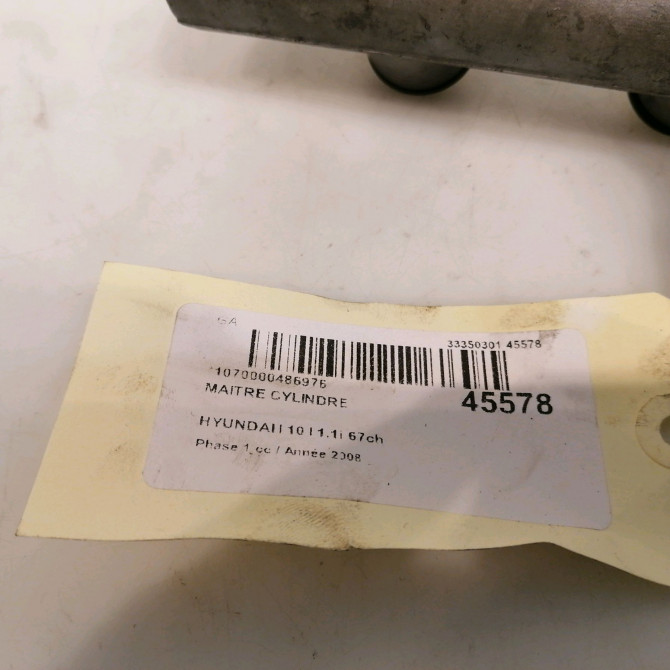 33350301 45578
1070000486976
MAITRE CYLINDRE
45578
HYUNDAI I 10 I 1.1i 67ch
Phase 1 cc / Année 2008